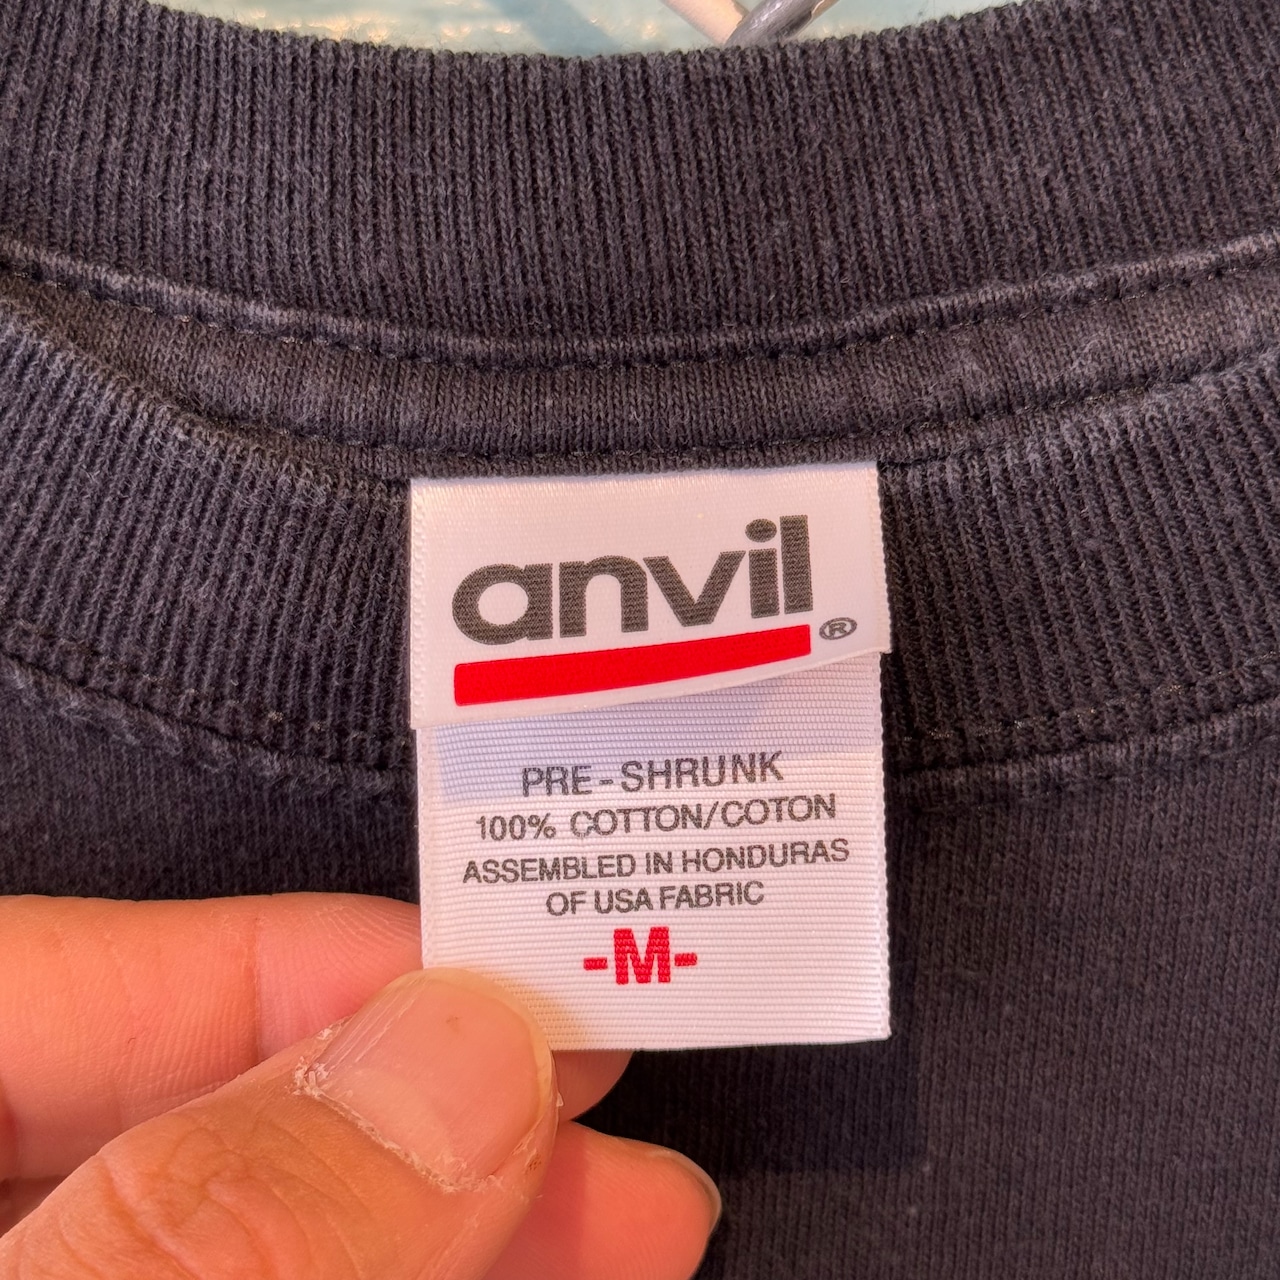 anvil®
PRE-SHRUNK
100% COTTON/COTON
ASSEMBLED IN HONDURAS
OF USA FABRIC
-M-